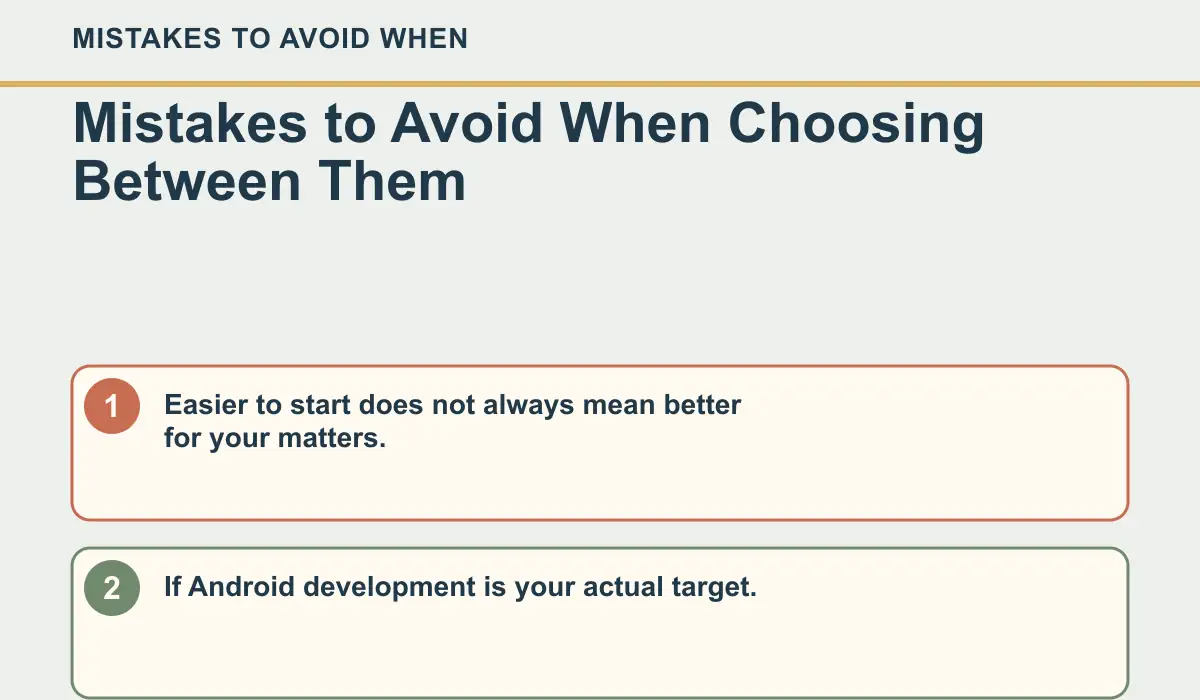 MISTAKES TO AVOID WHEN
Mistakes to Avoid When Choosing
Between Them
1
Easier to start does not always mean better
for your matters.
2
If Android development is your actual target.